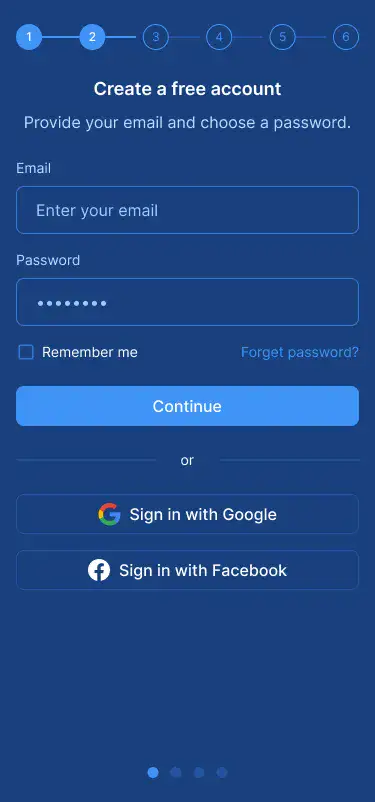 1 2 3 4 5 6
Create a free account
Provide your email and choose a password.
Email
Enter your email
Password
Remember me Forget password?
Continue
or
Sign in with Google
Sign in with Facebook